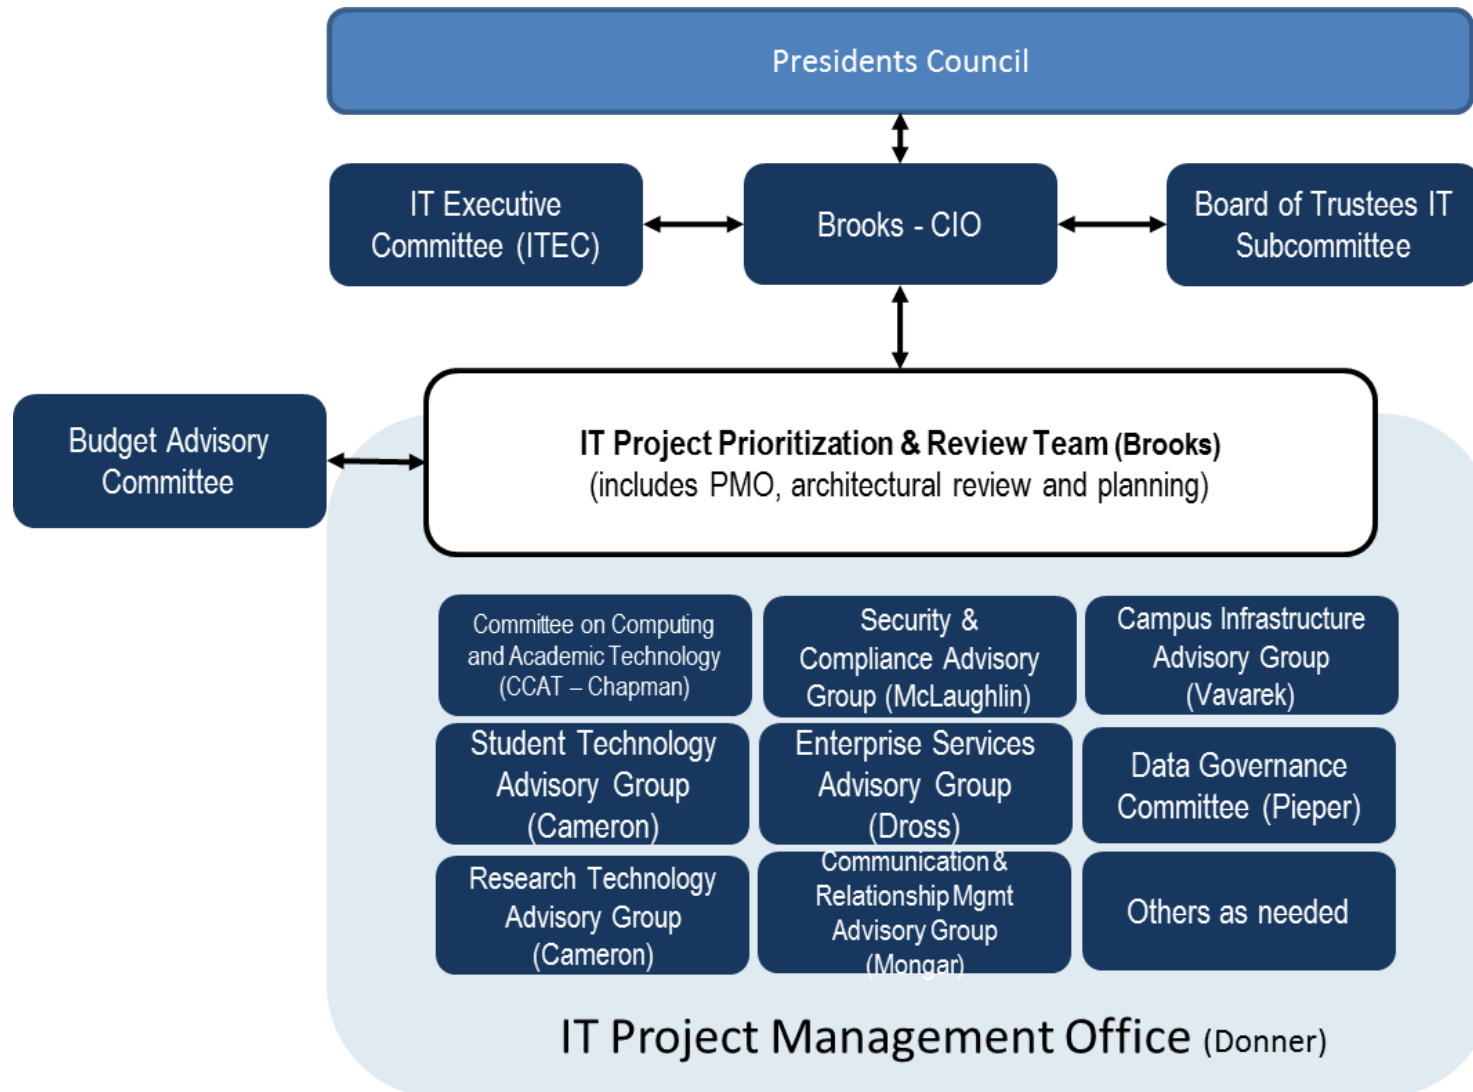 Presidents Council
IT Executive
Committee (ITEC)
Brooks - CIO
Board of Trustees IT
Subcommittee
Budget Advisory
Committee
IT Project Prioritization & Review Team (Brooks)
(includes PMO, architectural review and planning)
Committee on Computing
and Academic Technology
(CCAT – Chapman)
Security &
Compliance Advisory
Group (McLaughlin)
Campus Infrastructure
Advisory Group
(Vavarek)
Student Technology
Advisory Group
(Cameron)
Enterprise Services
Advisory Group
(Dross)
Data Governance
Committee (Pieper)
Research Technology
Advisory Group
(Cameron)
Communication &
Relationship Mgmt
Advisory Group
(Mongar)
Others as needed
IT Project Management Office (Donner)